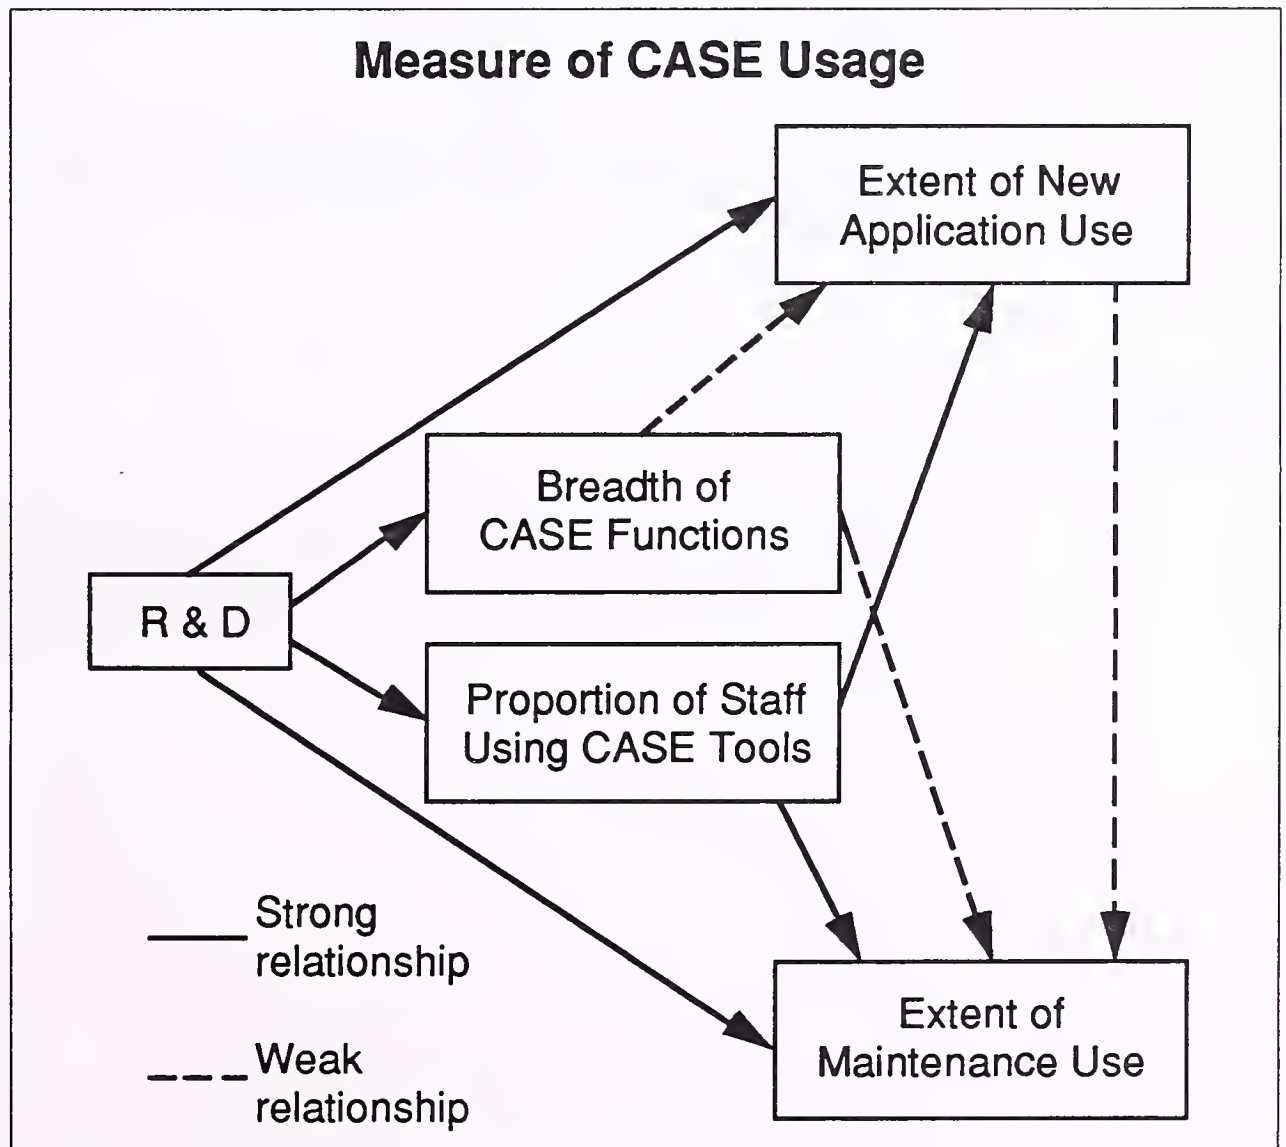 Measure of CASE Usage
Extent of New
Application Use
Breadth of
CASE Functions
R & D
Proportion of Staff
Using CASE Tools
Strong
relationship
Extent of
Maintenance Use
Weak
relationship